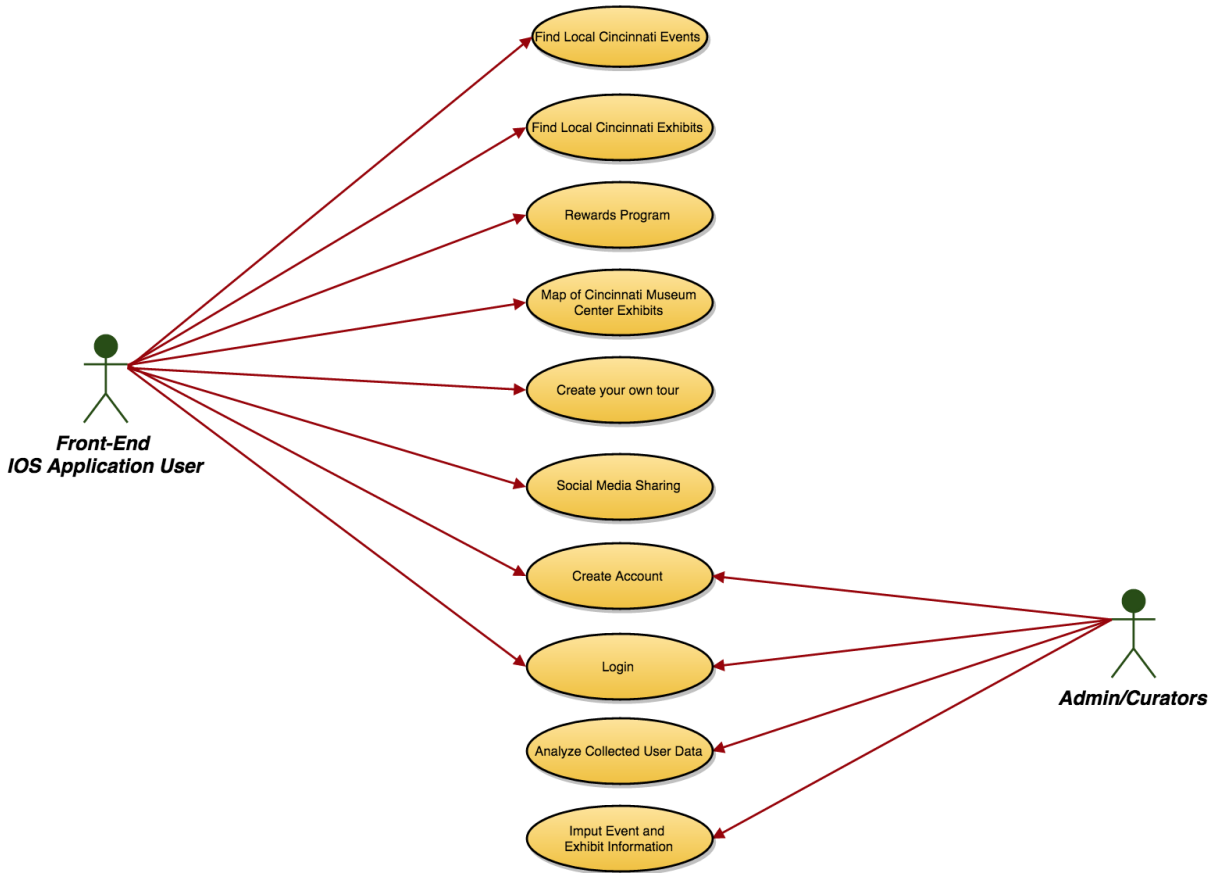 Find Local Cincinnati Events
Find Local Cincinnati Exhibits
Rewards Program
Map of Cincinnati Museum
Center Exhibits
Create your own tour
Front-End
IOS Application User
Social Media Sharing
Create Account
Login
Admin/Curators
Analyze Collected User Data
Imput Event and
Exhibit Information